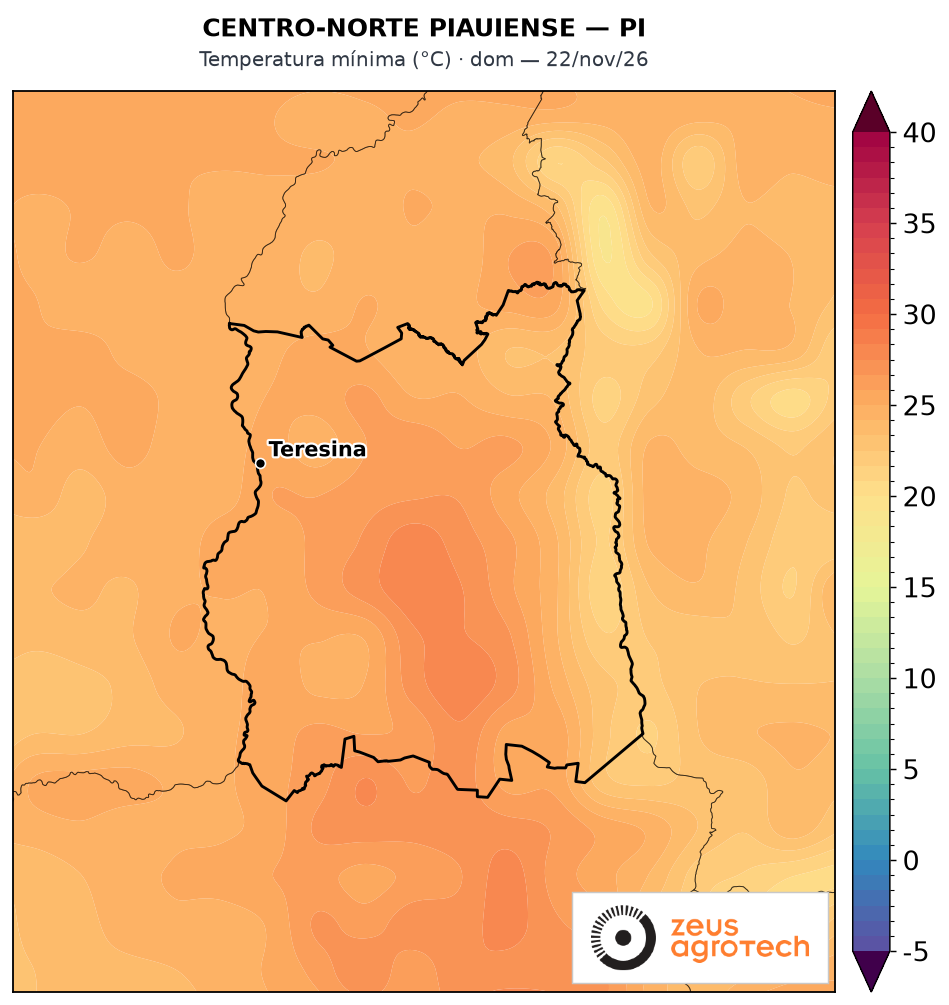 CENTRO-NORTE PIAUIENSE — PI
Temperatura mínima (°C) · dom — 22/nov/26
Teresina
40
35
30
25
20
15
10
5
0
-5
zeus
agrotech